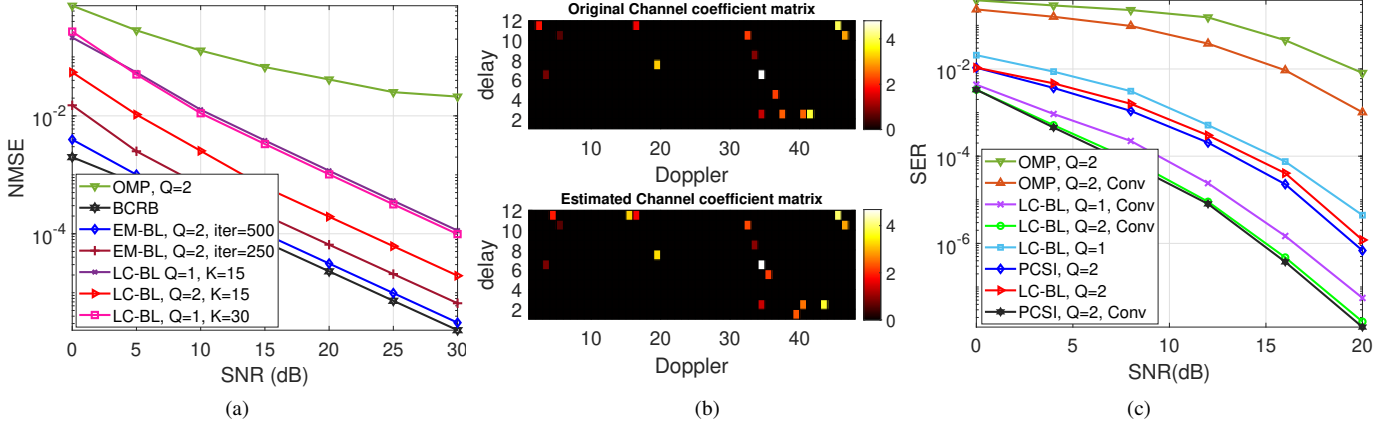 NMSE
10^-2
10^-4
OMP, Q=2
BCRB
EM-BL, Q=2, iter=500
EM-BL, Q=2, iter=250
LC-BL Q=1, K=15
LC-BL, Q=2, K=15
LC-BL, Q=1, K=30
0 5 10 15 20 25 30
SNR (dB)
(a)
Original Channel coefficient matrix
delay
12
10
8
6
4
2
10 20 30 40
Doppler
4
2
0
Estimated Channel coefficient matrix
delay
12
10
8
6
4
2
10 20 30 40
Doppler
4
2
0
(b)
SER
10^-2
10^-4
10^-6
OMP, Q=2
OMP, Q=2, Conv
LC-BL, Q=1, Conv
LC-BL, Q=2, Conv
LC-BL, Q=1
PCSI, Q=2
LC-BL, Q=2
PCSI, Q=2, Conv
0 5 10 15 20
SNR(dB)
(c)